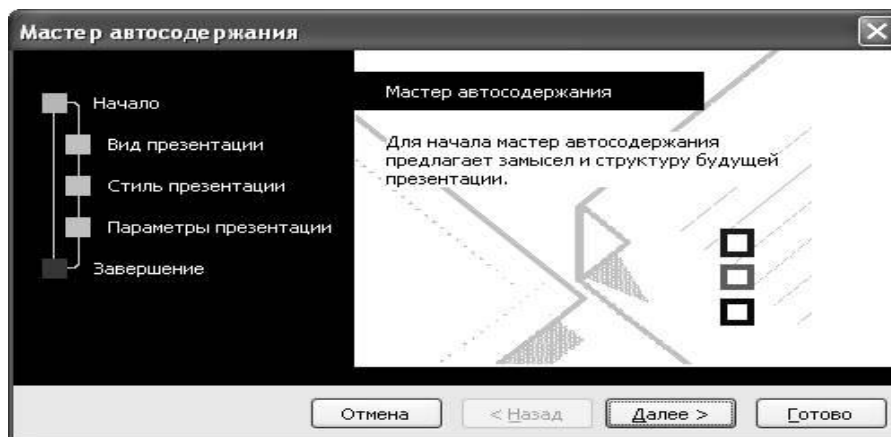 Мастер автосодержания
Начало
Вид презентации
Стиль презентации
Параметры презентации
Завершение
Мастер автосодержания
Для начала мастер автосодержания
предлагает замысел и структуру будущей
презентации.
Отмена
< Назад
Далее >
Готово